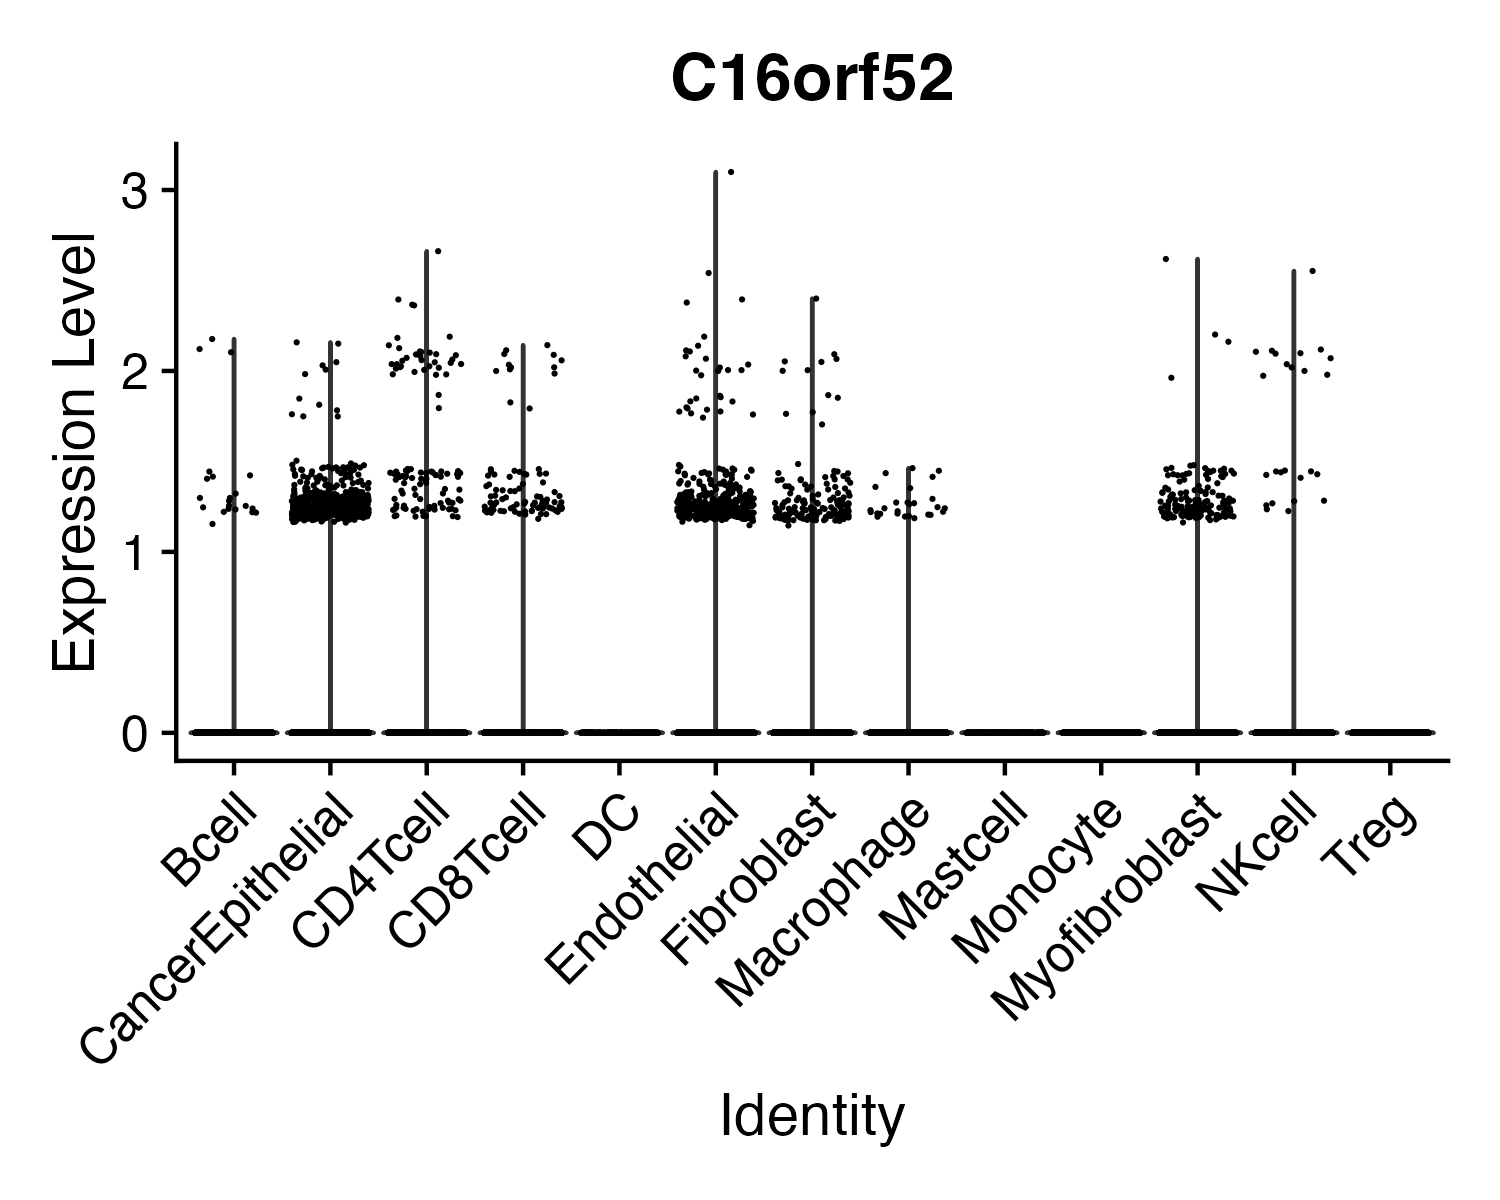 C16orf52
Expression Level
3
2
1
0
Bcell
CancerEpithelial
CD4Tcell
CD8Tcell
DC
Endothelial
Fibroblast
Macrophage
Mastcell
Monocyte
Myofibroblast
NKcell
Treg
Identity